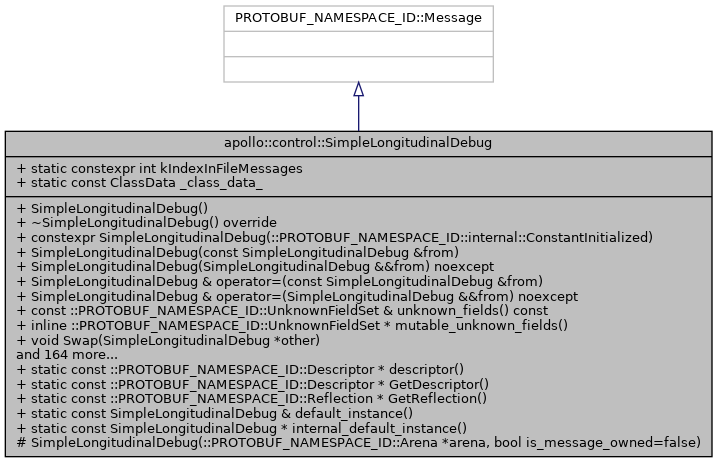 PROTOBUF_NAMESPACE_ID::Message
apollo::control::SimpleLongitudinalDebug
+ static constexpr int kIndexInFileMessages
+ static const ClassData _class_data_
+ SimpleLongitudinalDebug()
+ ~SimpleLongitudinalDebug() override
+ constexpr SimpleLongitudinalDebug(::PROTOBUF_NAMESPACE_ID::internal::ConstantInitialized)
+ SimpleLongitudinalDebug(const SimpleLongitudinalDebug &from)
+ SimpleLongitudinalDebug(SimpleLongitudinalDebug &&from) noexcept
+ SimpleLongitudinalDebug & operator=(const SimpleLongitudinalDebug &from)
+ SimpleLongitudinalDebug & operator=(SimpleLongitudinalDebug &&from) noexcept
+ const ::PROTOBUF_NAMESPACE_ID::UnknownFieldSet & unknown_fields() const
+ inline ::PROTOBUF_NAMESPACE_ID::UnknownFieldSet * mutable_unknown_fields()
+ void Swap(SimpleLongitudinalDebug *other)
and 164 more...
+ static const ::PROTOBUF_NAMESPACE_ID::Descriptor * descriptor()
+ static const ::PROTOBUF_NAMESPACE_ID::Descriptor * GetDescriptor()
+ static const ::PROTOBUF_NAMESPACE_ID::Reflection * GetReflection()
+ static const SimpleLongitudinalDebug & default_instance()
+ static const SimpleLongitudinalDebug * internal_default_instance()
# SimpleLongitudinalDebug(::PROTOBUF_NAMESPACE_ID::Arena *arena, bool is_message_owned=false)